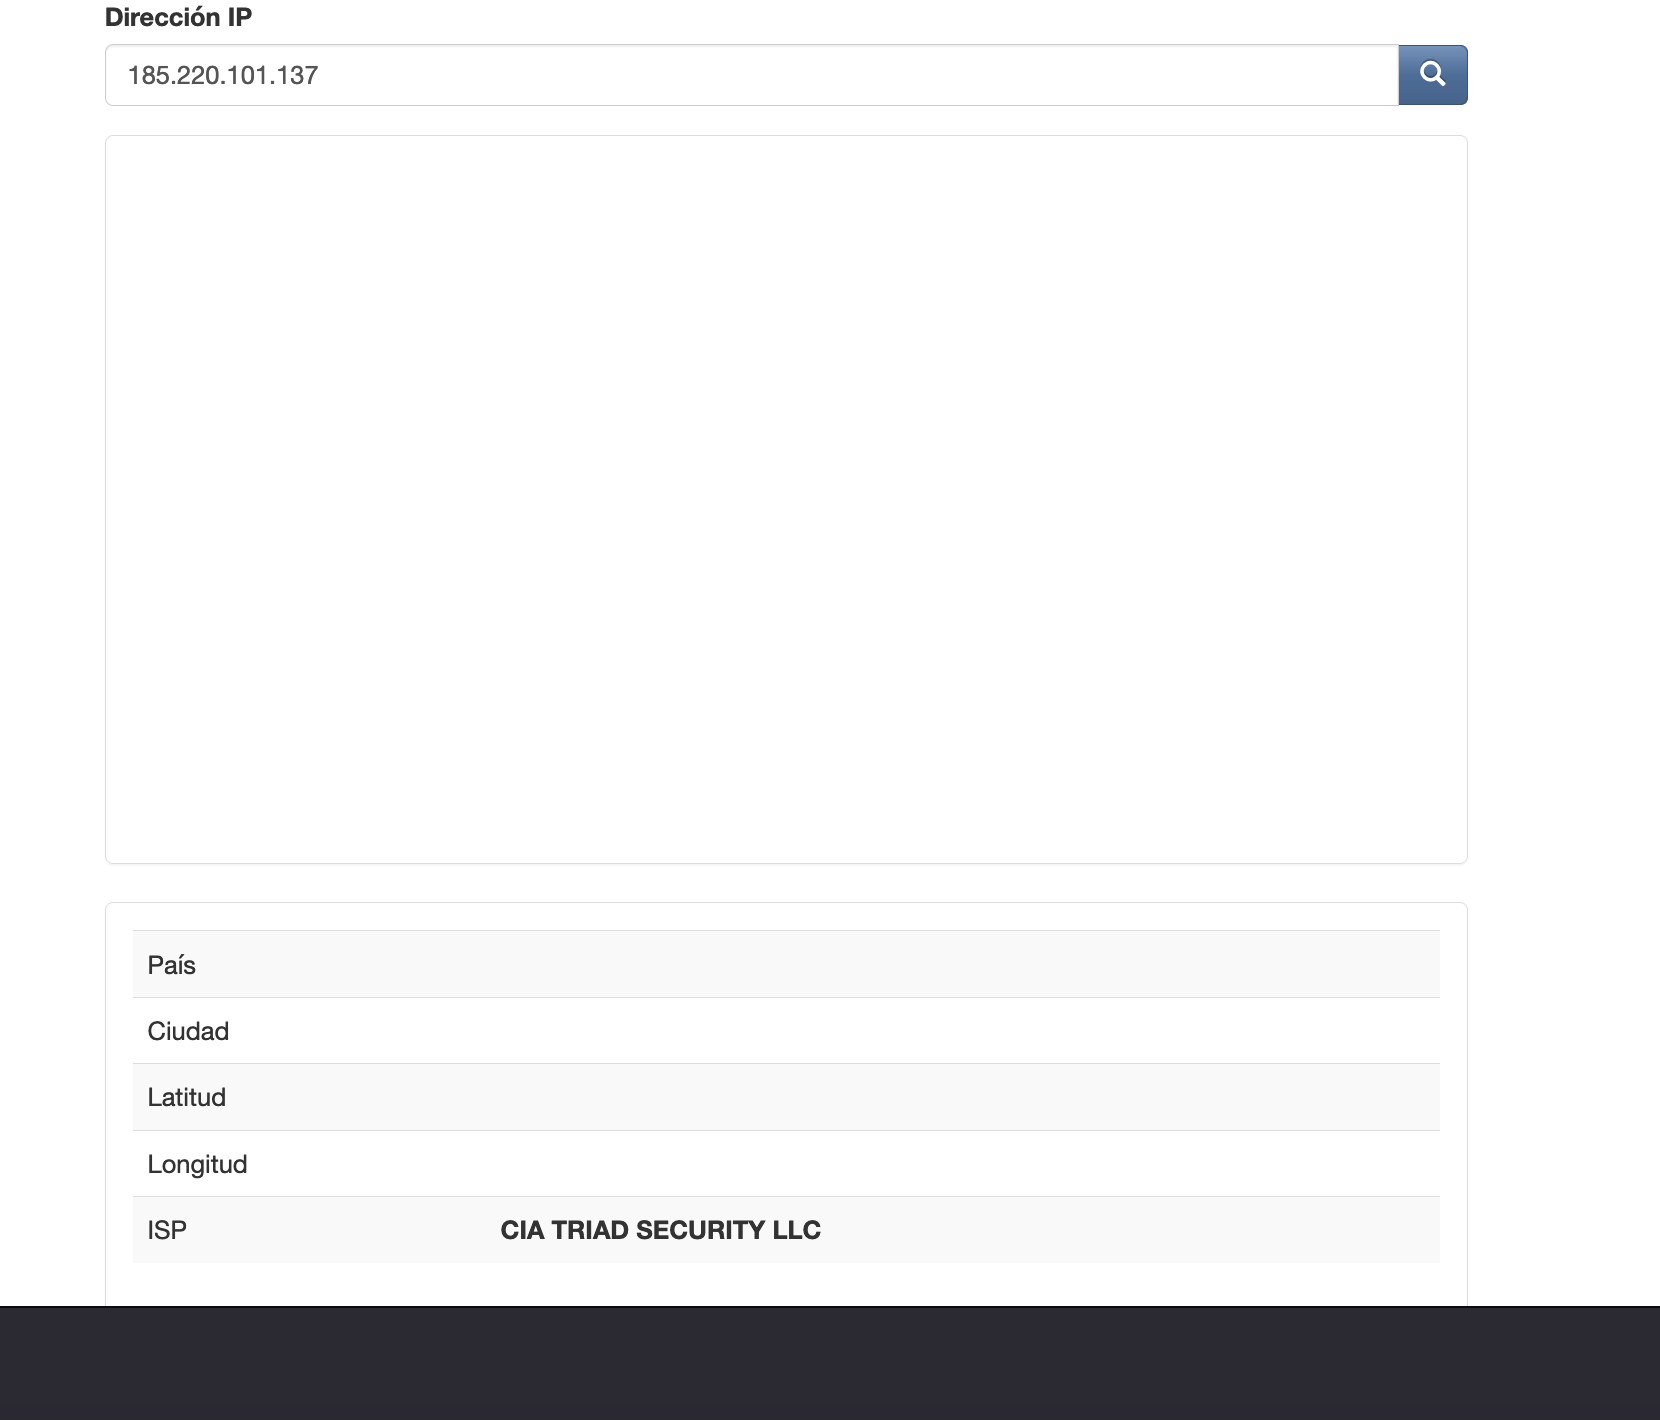 Dirección IP
185.220.101.137
País
Ciudad
Latitud
Longitud
ISP CIA TRIAD SECURITY LLC